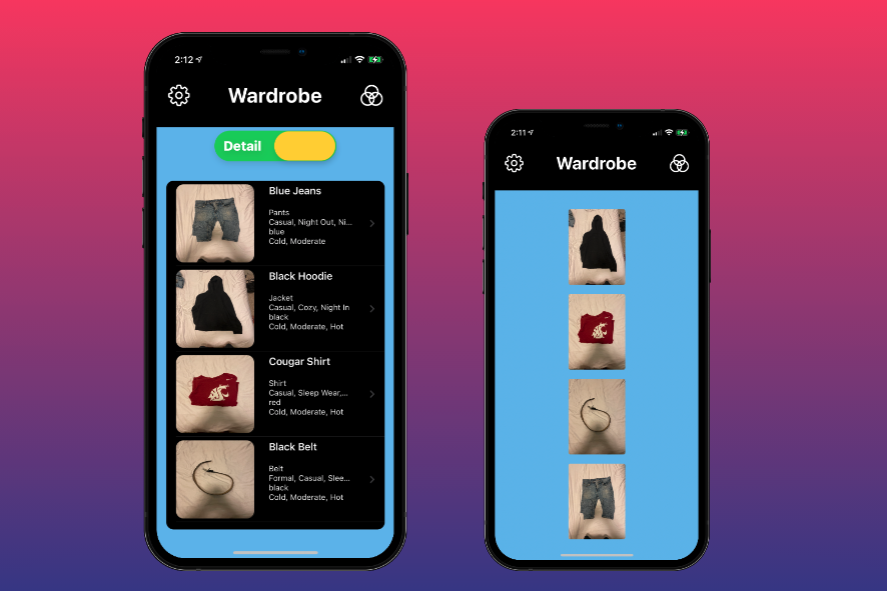 2:12
Wardrobe
Detail
Blue Jeans
Pants
Casual, Night Out, Ni...
blue
Cold, Moderate
Black Hoodie
Jacket
Casual, Cozy, Night In
black
Cold, Moderate, Hot
Cougar Shirt
Shirt
Casual, Sleep Wear,...
red
Cold, Moderate, Hot
Black Belt
Belt
Formal, Casual, Slee...
black
Cold, Moderate, Hot
2:11
Wardrobe